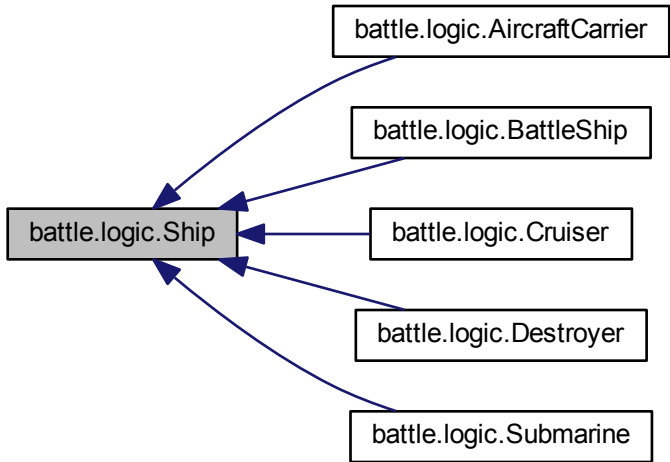 battle.logic.AircraftCarrier
battle.logic.BattleShip
battle.logic.Ship
battle.logic.Cruiser
battle.logic.Destroyer
battle.logic.Submarine